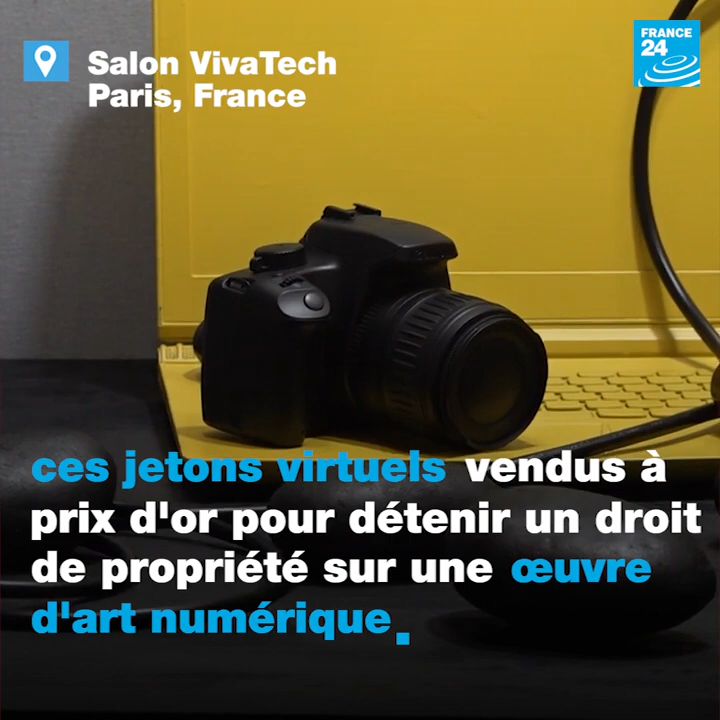 Salon VivaTech
Paris, France
FRANCE
24
ces jetons virtuels vendus à
prix d'or pour détenir un droit
de propriété sur une œuvre
d'art numérique.